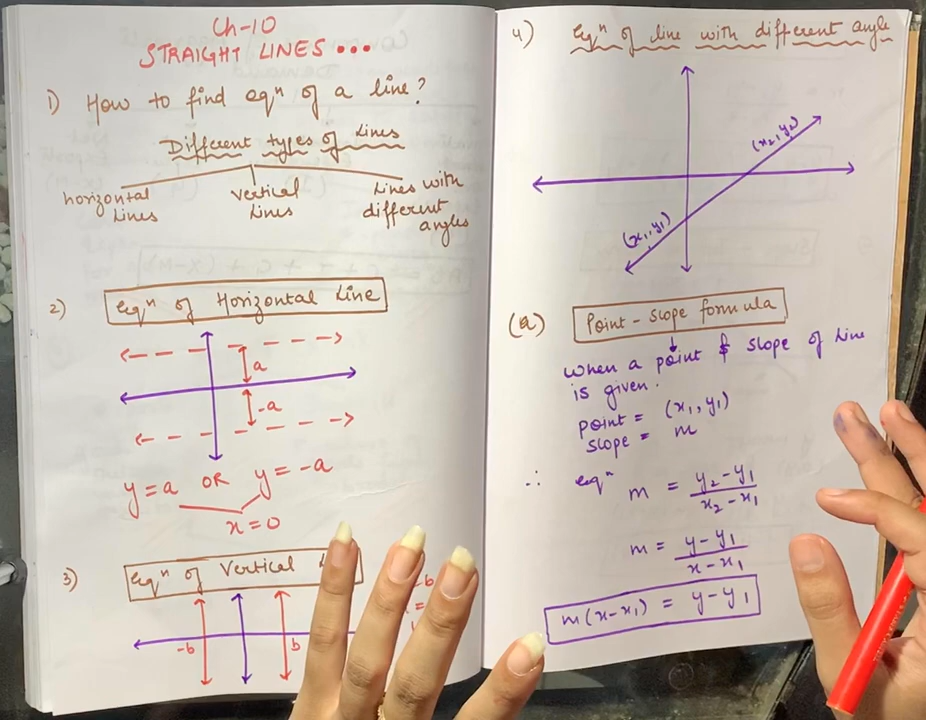 Ch-10
STRAIGHT LINES...
1) How to find eqⁿ of a line?
Different types of Lines
horizontal Lines
Vertical Lines
Lines with different angles
2) eqⁿ of Horizontal Line
a
-a
y = a OR y = -a
x = 0
3) eqⁿ of Vertical
-b
b
-b
4) eqⁿ of line with different angle
(x₂, y₂)
(x₁, y₁)
(a) Point-Slope formula
when a point & slope of Line
is given.
point = (x₁, y₁)
slope = m
∴ eqⁿ m = y₂-y₁ / x₂-x₁
m = y-y₁ / x-x₁
m(x-x₁) = y-y₁